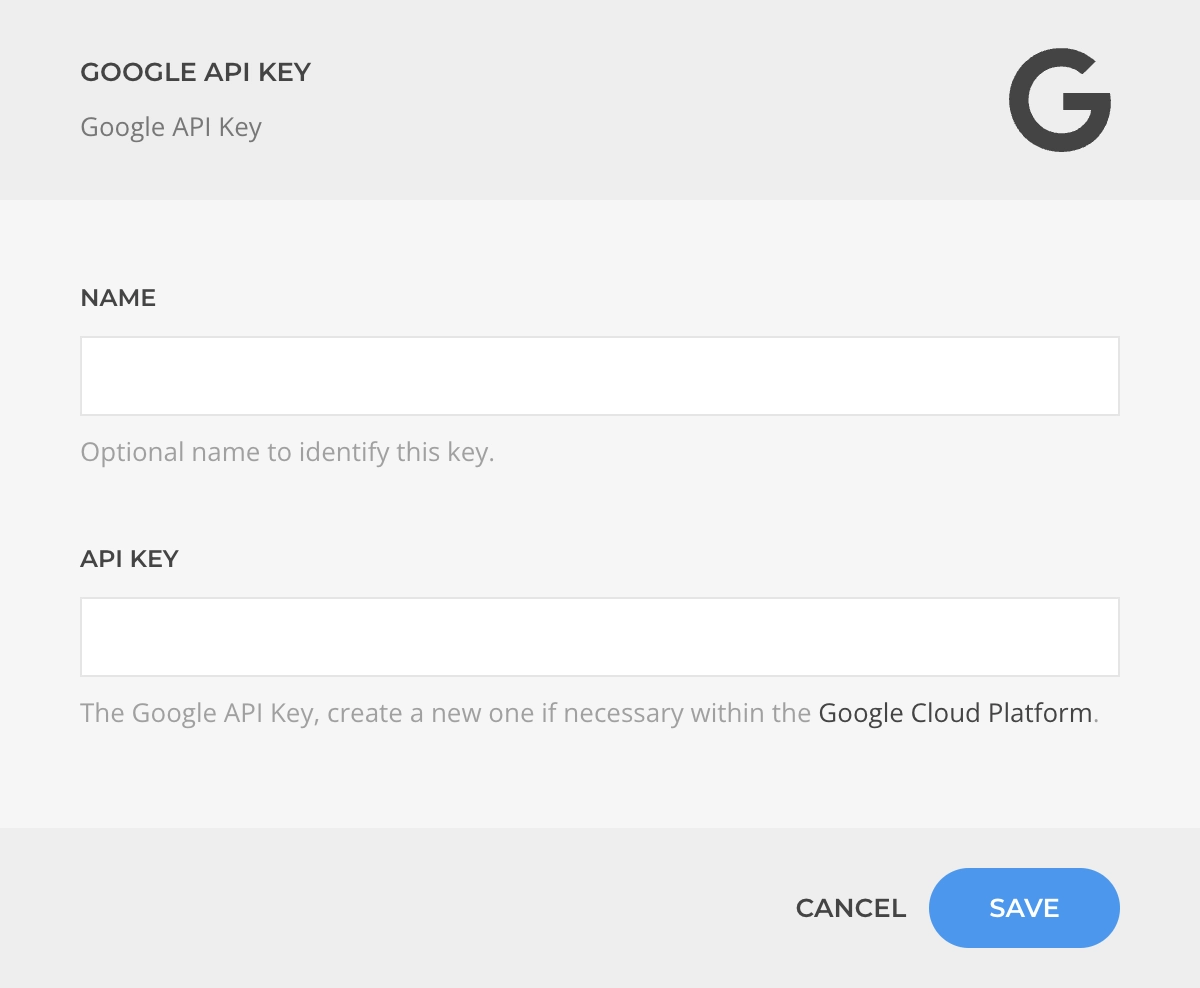 GOOGLE API KEY
Google API Key
NAME
Optional name to identify this key.
API KEY
The Google API Key, create a new one if necessary within the Google Cloud Platform.
CANCEL
SAVE